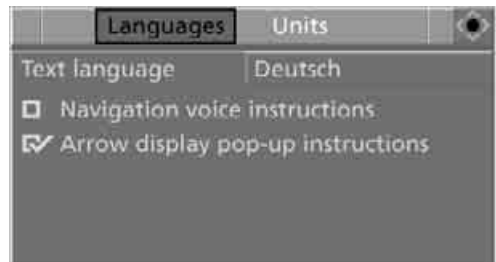 Languages Units
Text language Deutsch
Navigation voice instructions
Arrow display pop-up instructions